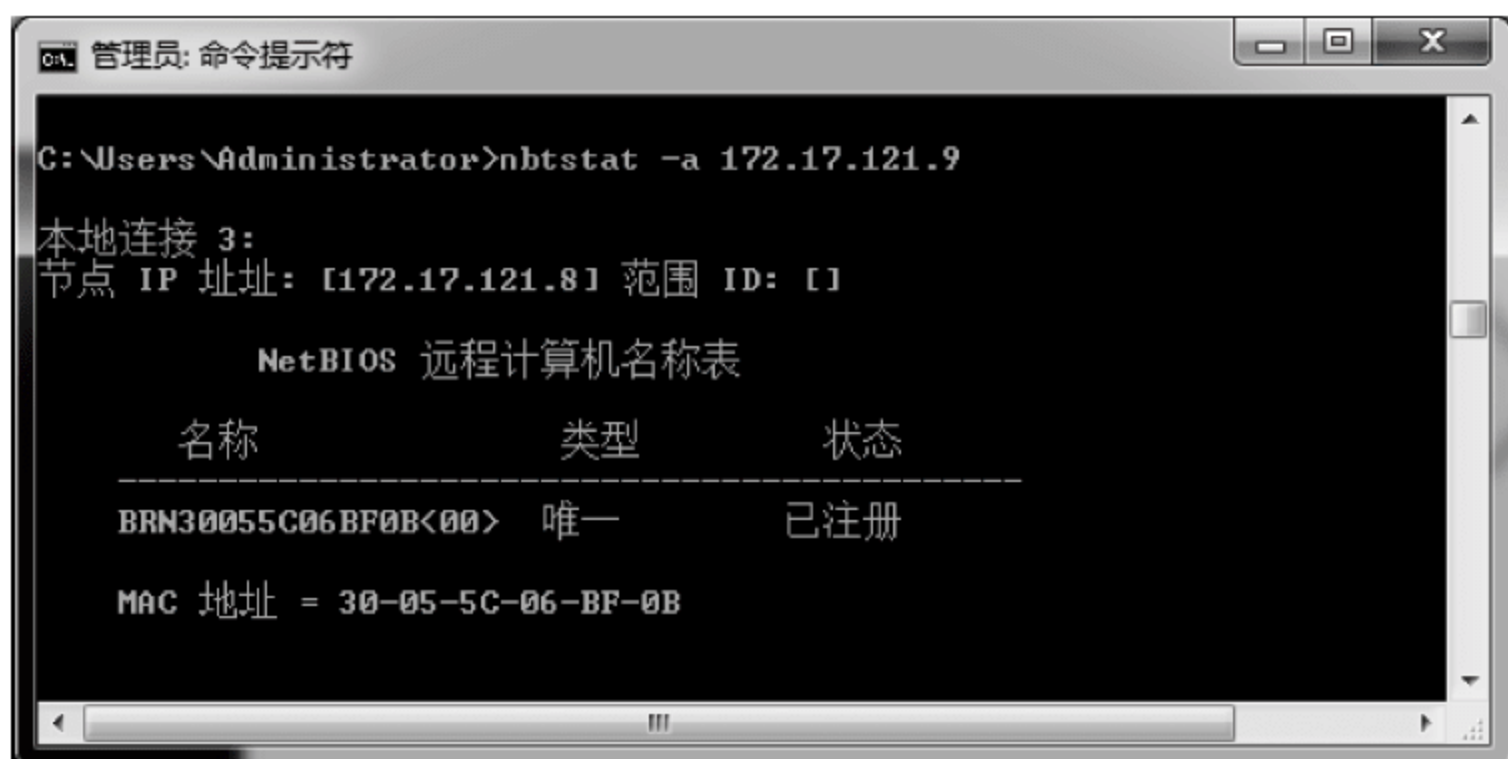 管理员: 命令提示符
C:\Users\Administrator>nbtstat -a 172.17.121.9
本地连接 3:
节点 IP 址址: [172.17.121.8] 范围 ID: []
NetBIOS 远程计算机名称表
名称 类型 状态
---------------------------------------------
BRN30055C06BF0B<00> 唯一 已注册
MAC 地址 = 30-05-5C-06-BF-0B